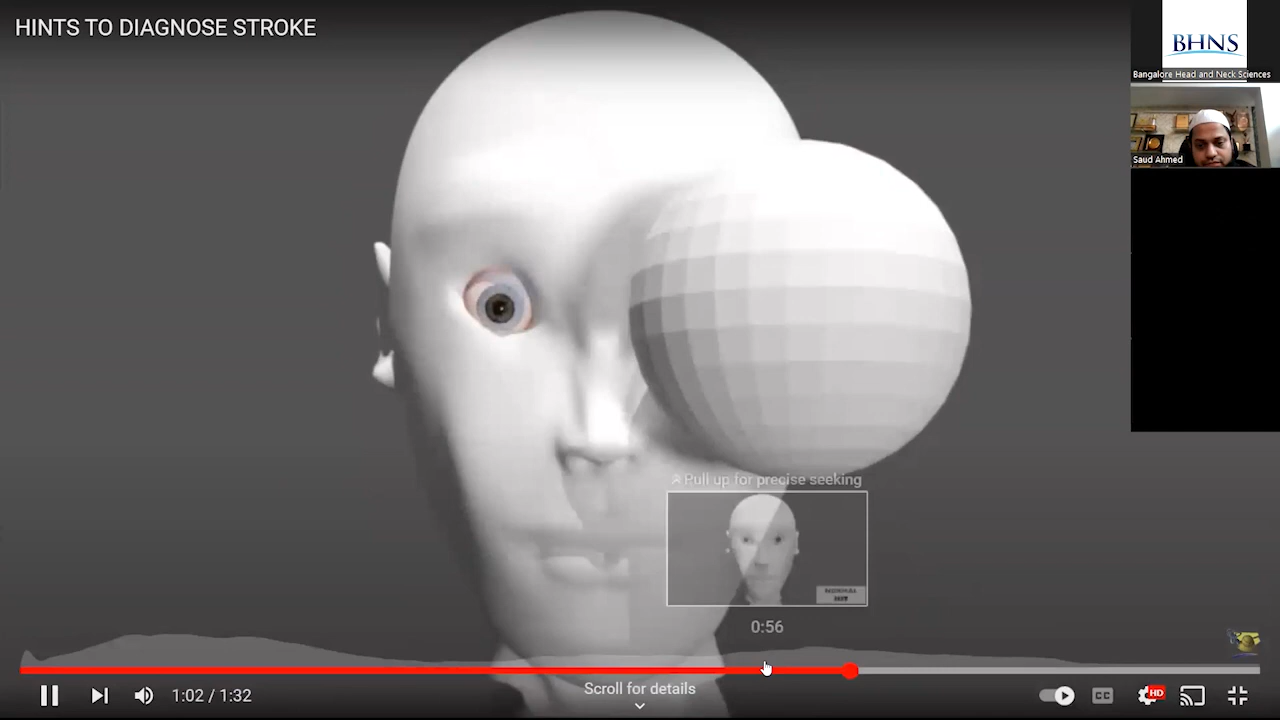 HINTS TO DIAGNOSE STROKE
BHNS
Bangalore Head and Neck Sciences
Saud Ahmed
Pull up for precise seeking
0:56
1:02 / 1:32
Scroll for details
CC
HD